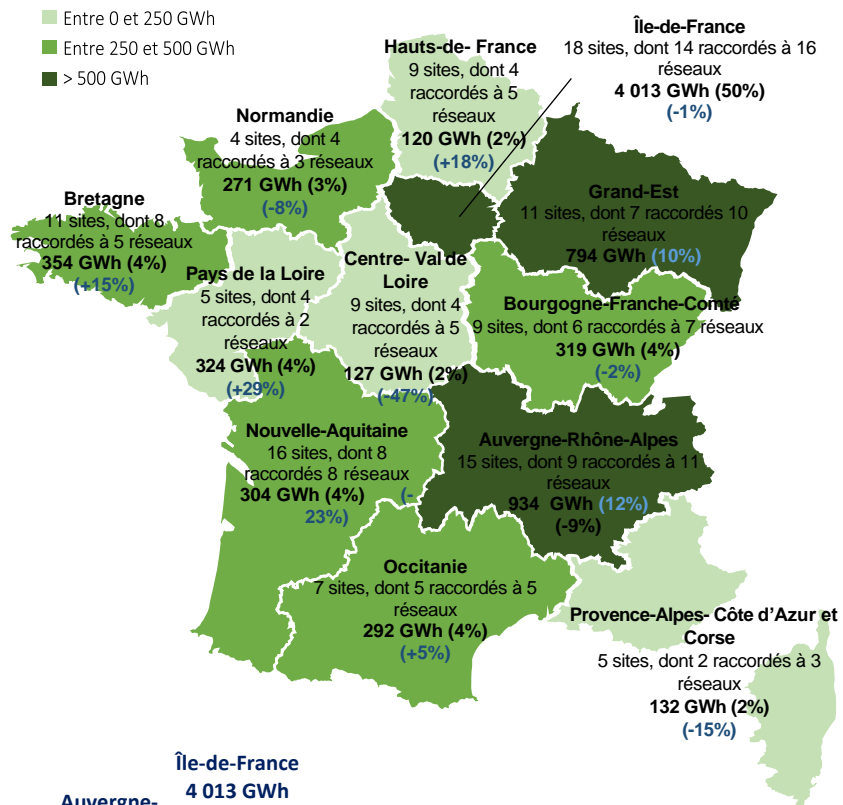 Entre 0 et 250 GWh
Entre 250 et 500 GWh
> 500 GWh
Île-de-France
18 sites, dont 14 raccordés à 16
réseaux
4 013 GWh (50%)
(-1%)
Hauts-de- France
9 sites, dont 4
raccordés à 5
réseaux
120 GWh (2%)
(+18%)
Normandie
4 sites, dont 4
raccordés à 3 réseaux
271 GWh (3%)
(-8%)
Grand-Est
11 sites, dont 7 raccordés 10
réseaux
794 GWh (10%)
Bretagne
11 sites, dont 8
raccordés à 5 réseaux
354 GWh (4%)
(+15%)
Pays de la Loire
5 sites, dont 4
raccordés à 2
réseaux
324 GWh (4%)
(+29%)
Centre- Val de
Loire
9 sites, dont 4
raccordés à 5
réseaux
127 GWh (2%)
(-47%)
Bourgogne-Franche-Comté
9 sites, dont 6 raccordés à 7 réseaux
319 GWh (4%)
(-2%)
Nouvelle-Aquitaine
16 sites, dont 8
raccordés 8 réseaux
304 GWh (4%) (-
23%)
Auvergne-Rhône-Alpes
15 sites, dont 9 raccordés à 11
réseaux
934 GWh (12%)
(-9%)
Occitanie
7 sites, dont 5 raccordés à 5
réseaux
292 GWh (4%)
(+5%)
Provence-Alpes- Côte d'Azur et
Corse
5 sites, dont 2 raccordés à 3
réseaux
132 GWh (2%)
(-15%)
Île-de-France
4 013 GWh
Auvergne-